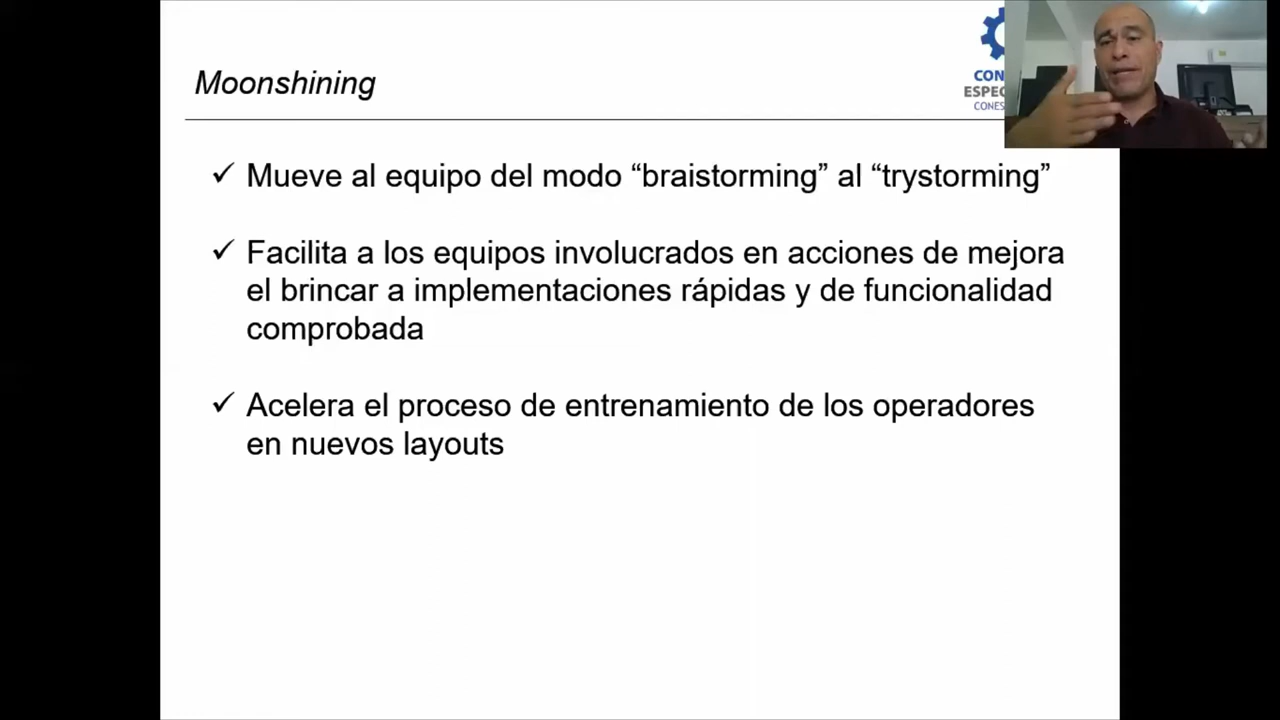 Moonshining
✓ Mueve al equipo del modo “braistorming” al “trystorming”
✓ Facilita a los equipos involucrados en acciones de mejora
el brincar a implementaciones rápidas y de funcionalidad
comprobada
✓ Acelera el proceso de entrenamiento de los operadores
en nuevos layouts